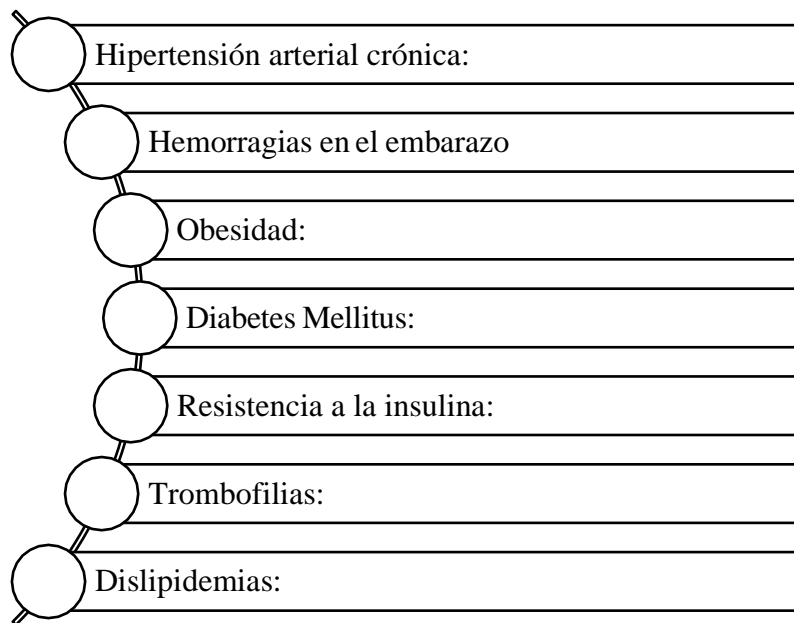 Hipertensión arterial crónica:
Hemorragias en el embarazo
Obesidad:
Diabetes Mellitus:
Resistencia a la insulina:
Trombofilias:
Dislipidemias: